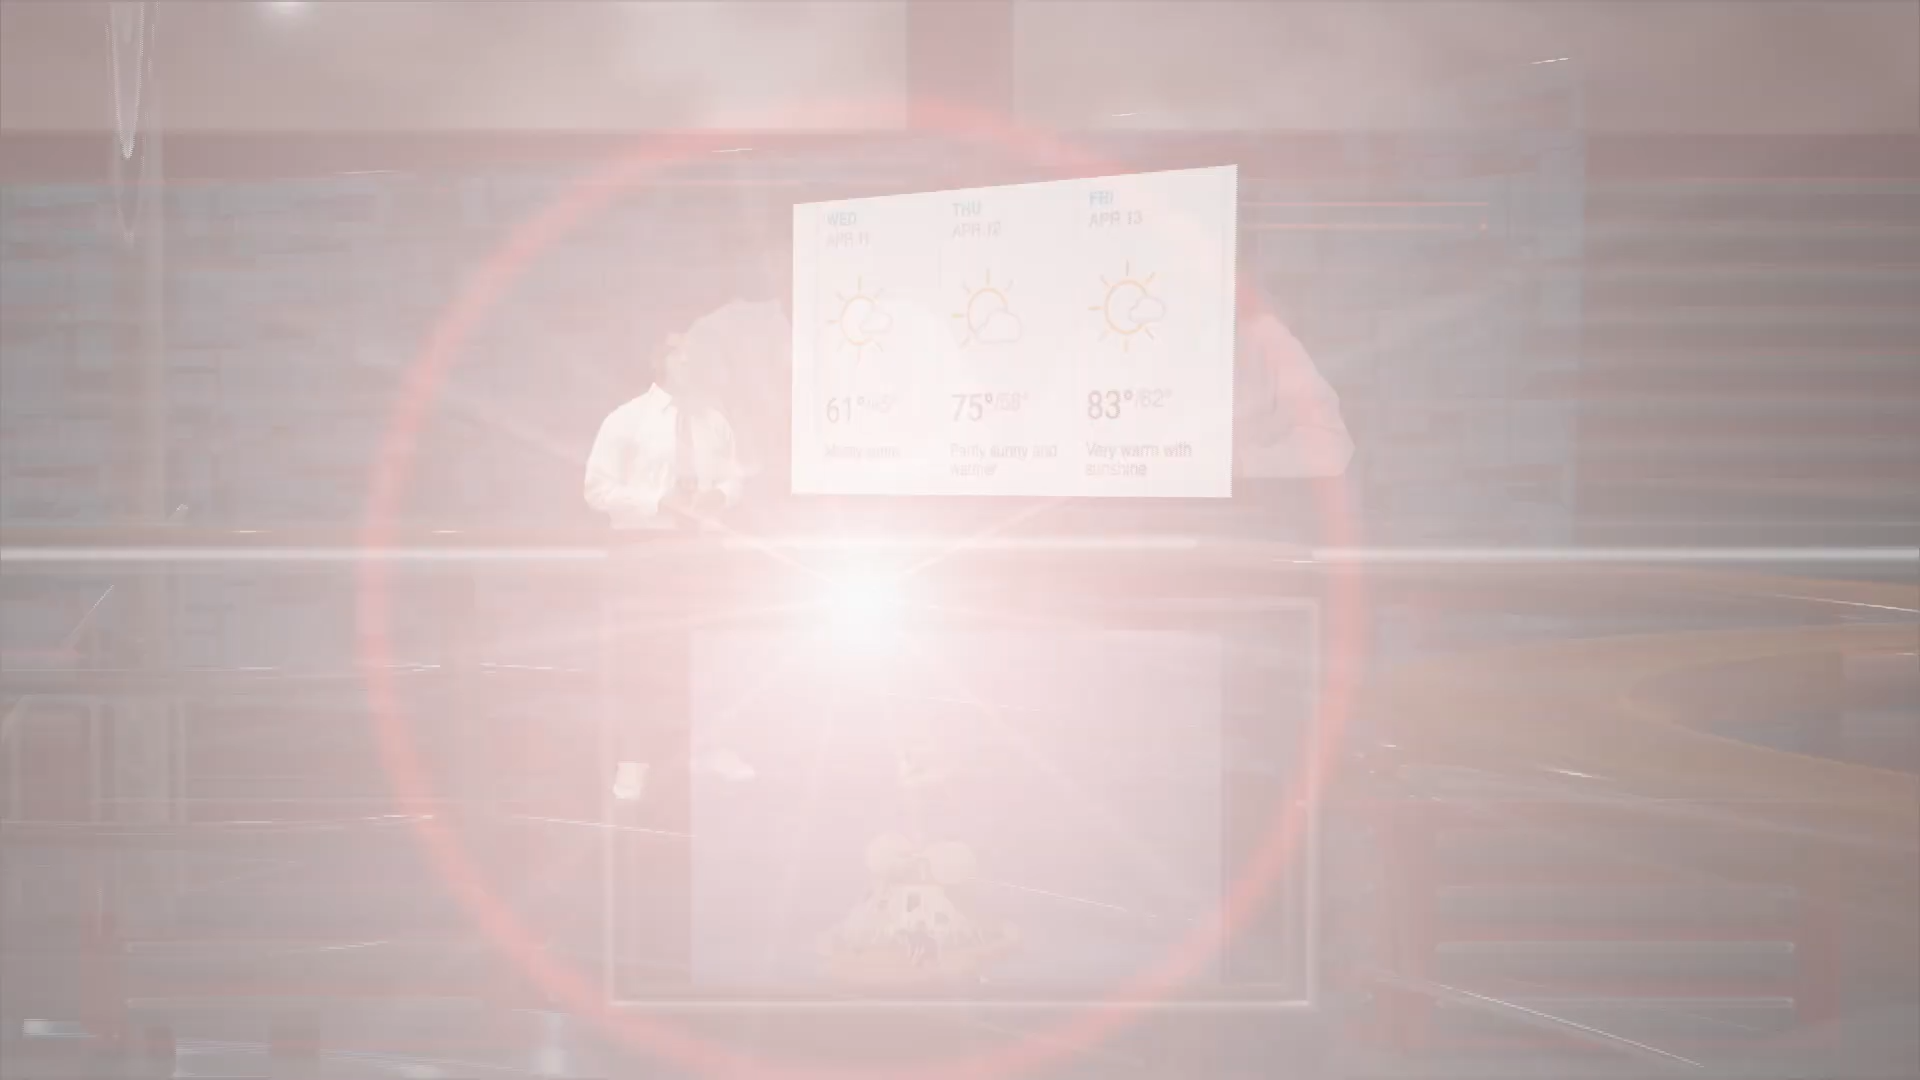 WED
APR 11
THU
APR 12
FRI
APR 13
61°
75°/58°
83°/62°
Partly sunny and
warmer
Very warm with
sunshine